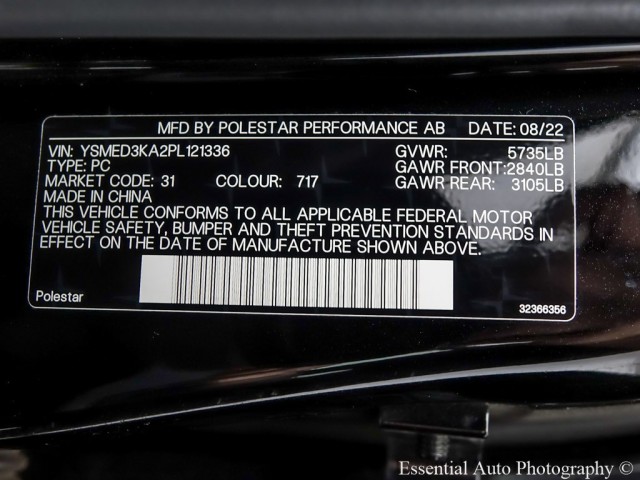 MFD BY POLESTAR PERFORMANCE AB DATE: 08/22
VIN: YSMED3KA2PL121336 GVWR: 5735LB
TYPE: PC GAWR FRONT:2840LB
MARKET CODE: 31 COLOUR: 717 GAWR REAR: 3105LB
MADE IN CHINA
THIS VEHICLE CONFORMS TO ALL APPLICABLE FEDERAL MOTOR
VEHICLE SAFETY, BUMPER AND THEFT PREVENTION STANDARDS IN
EFFECT ON THE DATE OF MANUFACTURE SHOWN ABOVE.
Polestar 32366356
Essential Auto Photography ©